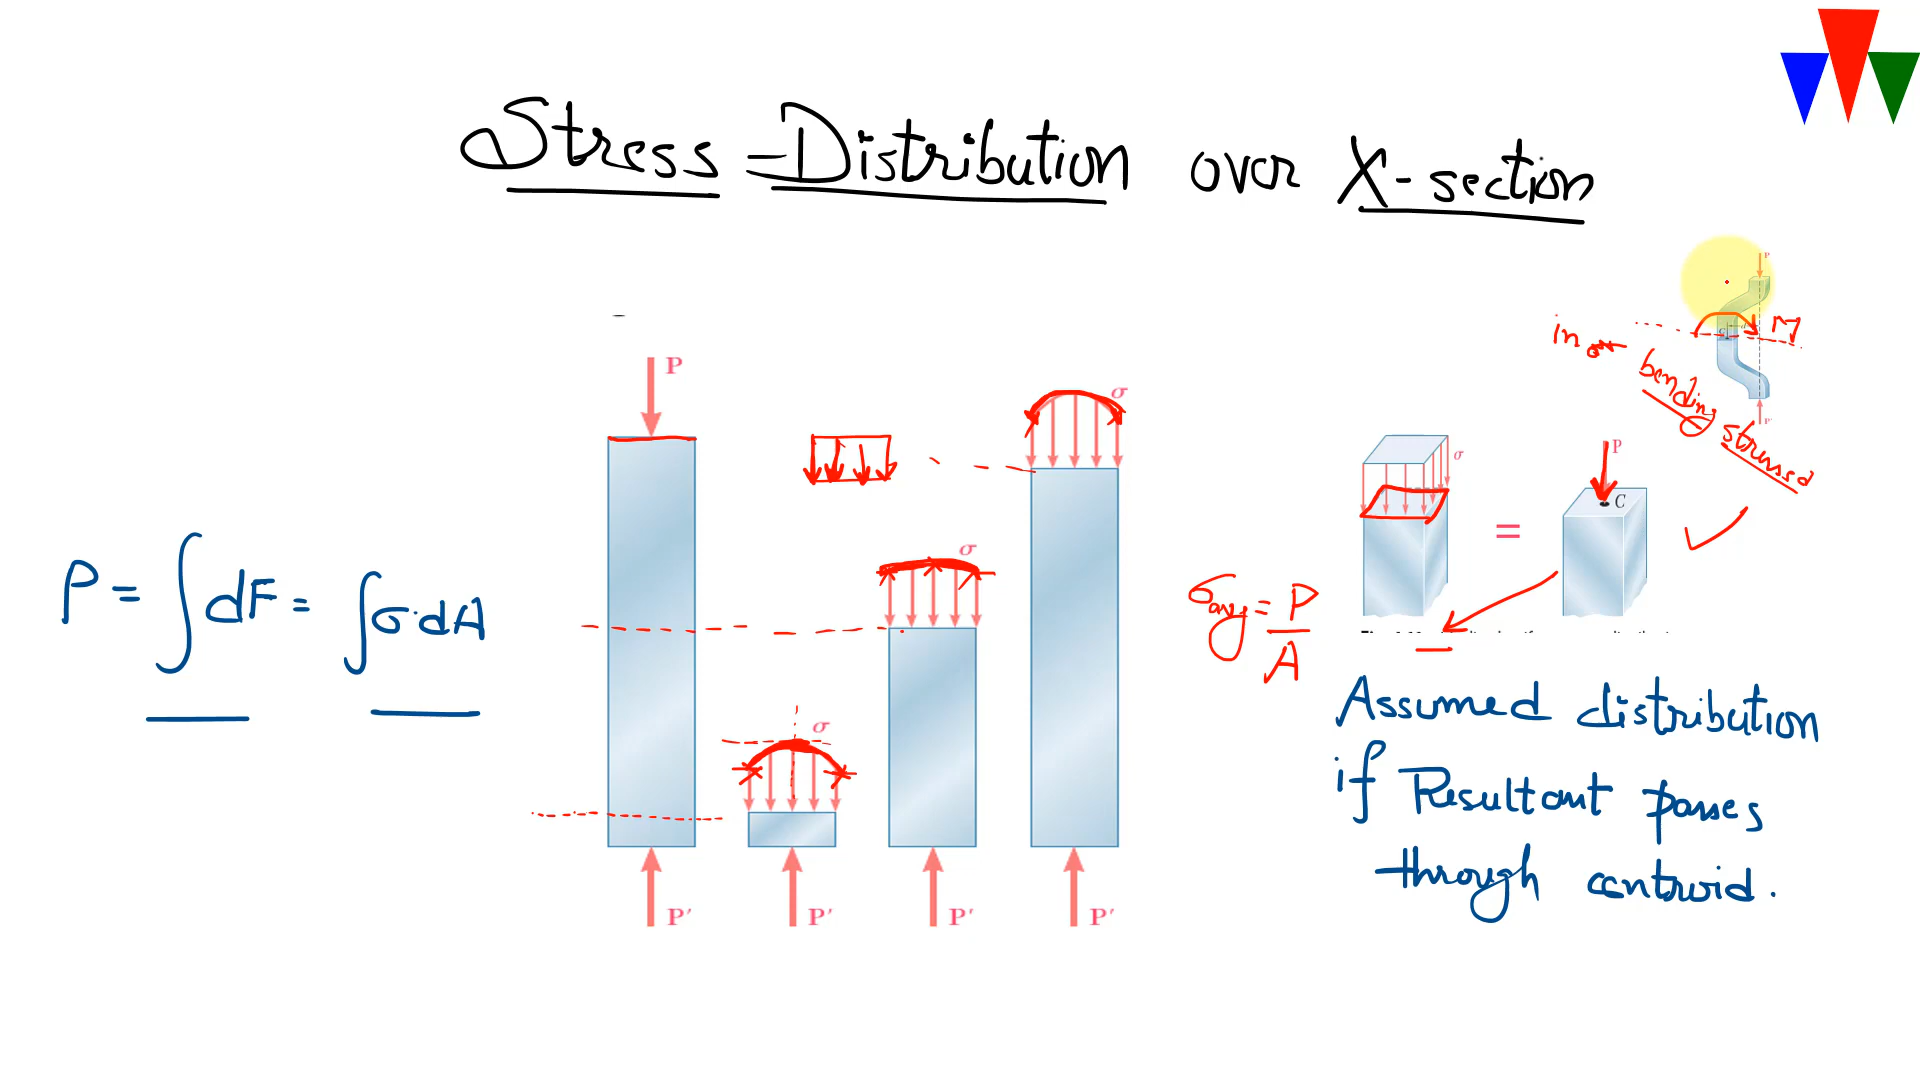 Stress - Distribution over X-section
P
P
in
M
bending
stressed
P'
P
σ
σ
P
C
=
σ
P = ∫dF = ∫σ·dA
σavg = P/A
σ
Assumed distribution
if Resultant passes
through centroid.
P' P' P' P'